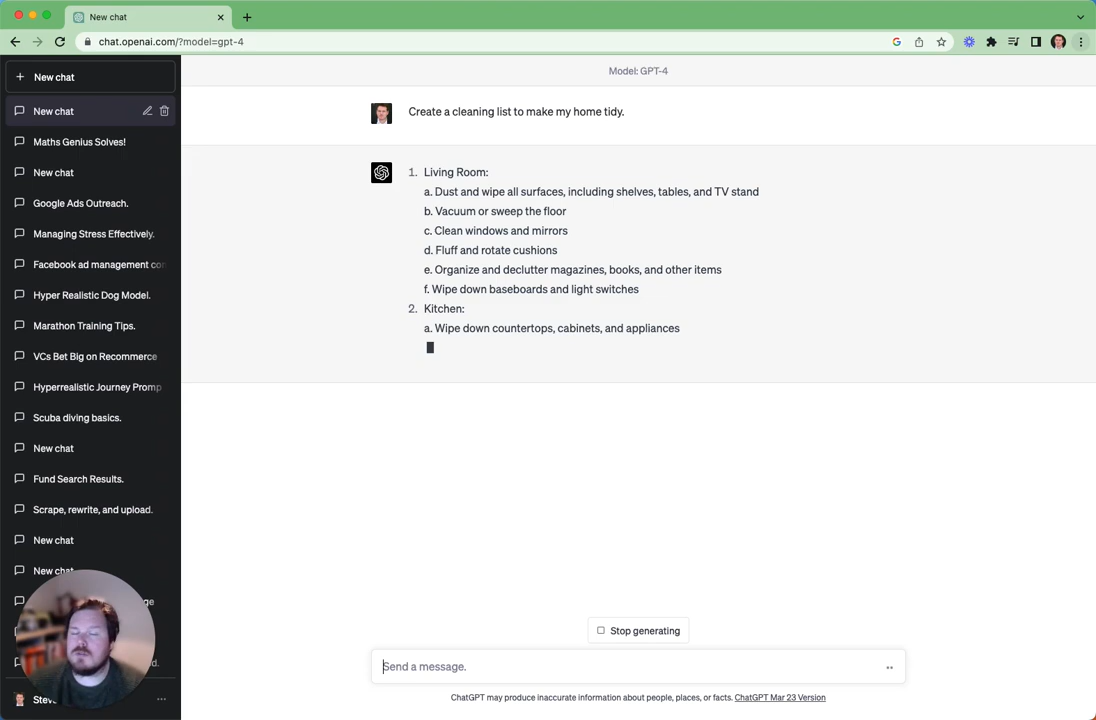 New chat
chat.openai.com/?model=gpt-4
New chat
New chat
Maths Genius Solves!
New chat
Google Ads Outreach.
Managing Stress Effectively.
Facebook ad management
Hyper Realistic Dog Model.
Marathon Training Tips.
VCs Bet Big on Recommerce
Hyperrealistic Journey Promp
Scuba diving basics.
New chat
Fund Search Results.
Scrape, rewrite, and upload.
New chat
New
Model: GPT-4
Create a cleaning list to make my home tidy.
1. Living Room:
a. Dust and wipe all surfaces, including shelves, tables, and TV stand
b. Vacuum or sweep the floor
c. Clean windows and mirrors
d. Fluff and rotate cushions
e. Organize and declutter magazines, books, and other items
f. Wipe down baseboards and light switches
2. Kitchen:
a. Wipe down countertops, cabinets, and appliances
Stop generating
Send a message.
ChatGPT may produce inaccurate information about people, places, or facts. ChatGPT Mar 23 Version